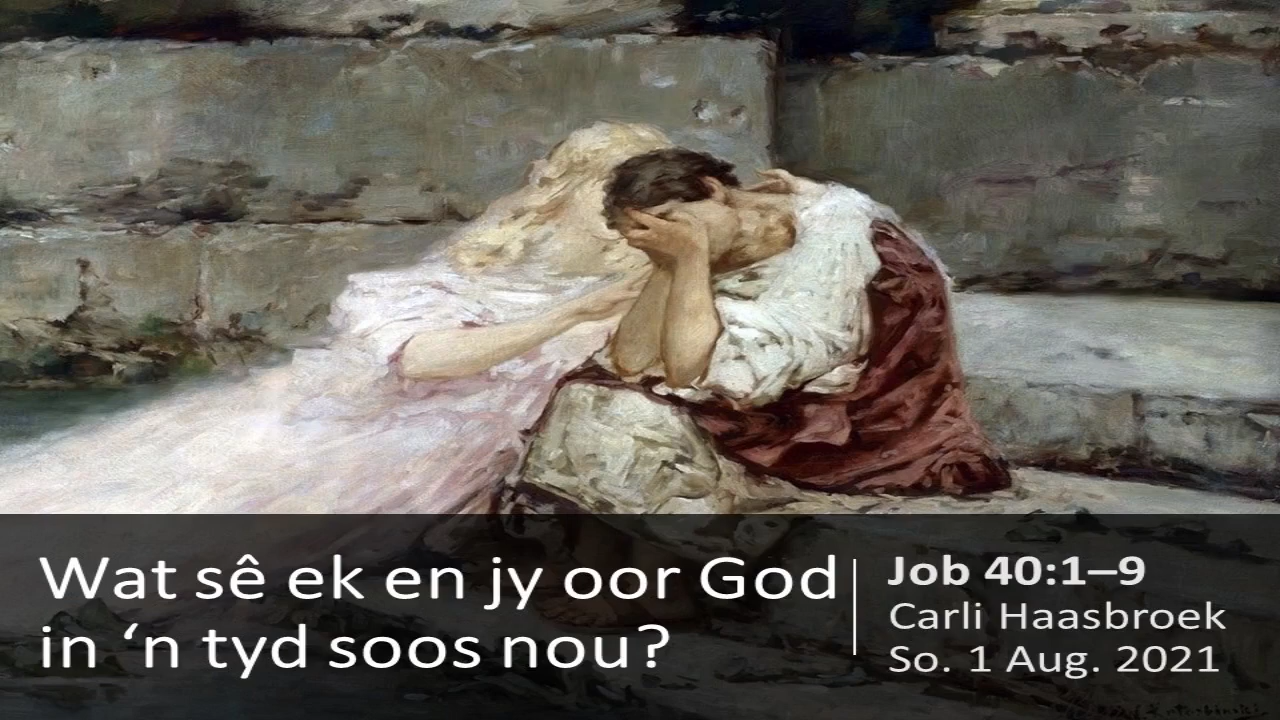 Wat sê ek en jy oor God
in ‘n tyd soos nou?
Job 40:1–9
Carli Haasbroek
So. 1 Aug. 2021